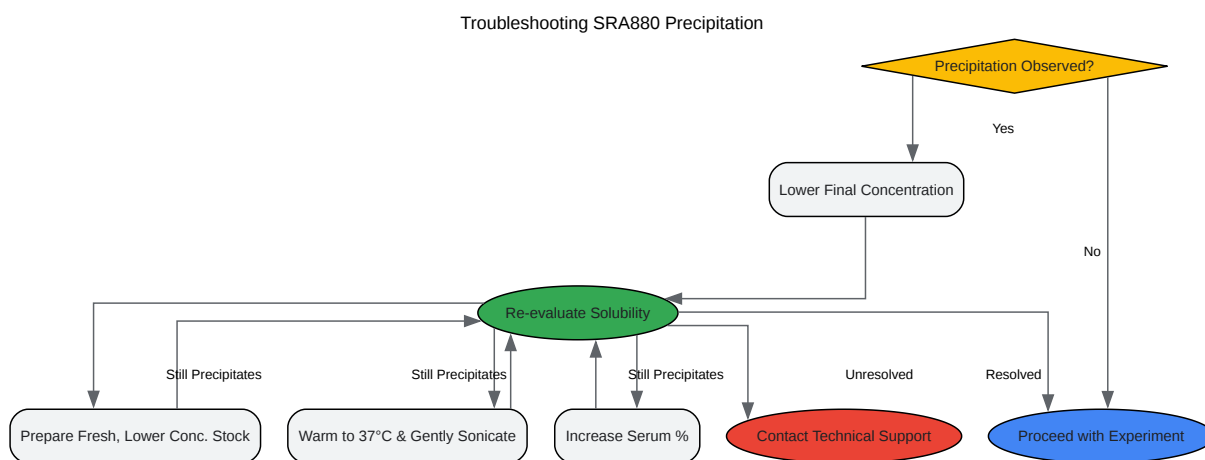 Troubleshooting SRA880 Precipitation
Precipitation Observed?
Yes
Lower Final Concentration
No
Re-evaluate Solubility
Still Precipitates
Still Precipitates
Still Precipitates
Unresolved
Resolved
Prepare Fresh, Lower Conc. Stock
Warm to 37°C & Gently Sonicate
Increase Serum %
Contact Technical Support
Proceed with Experiment